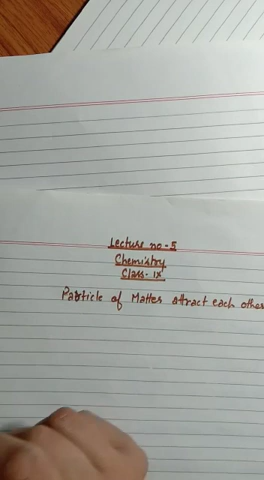 Lecture no-5
Chemistry
Class-IX
Particle of Matter attract each other